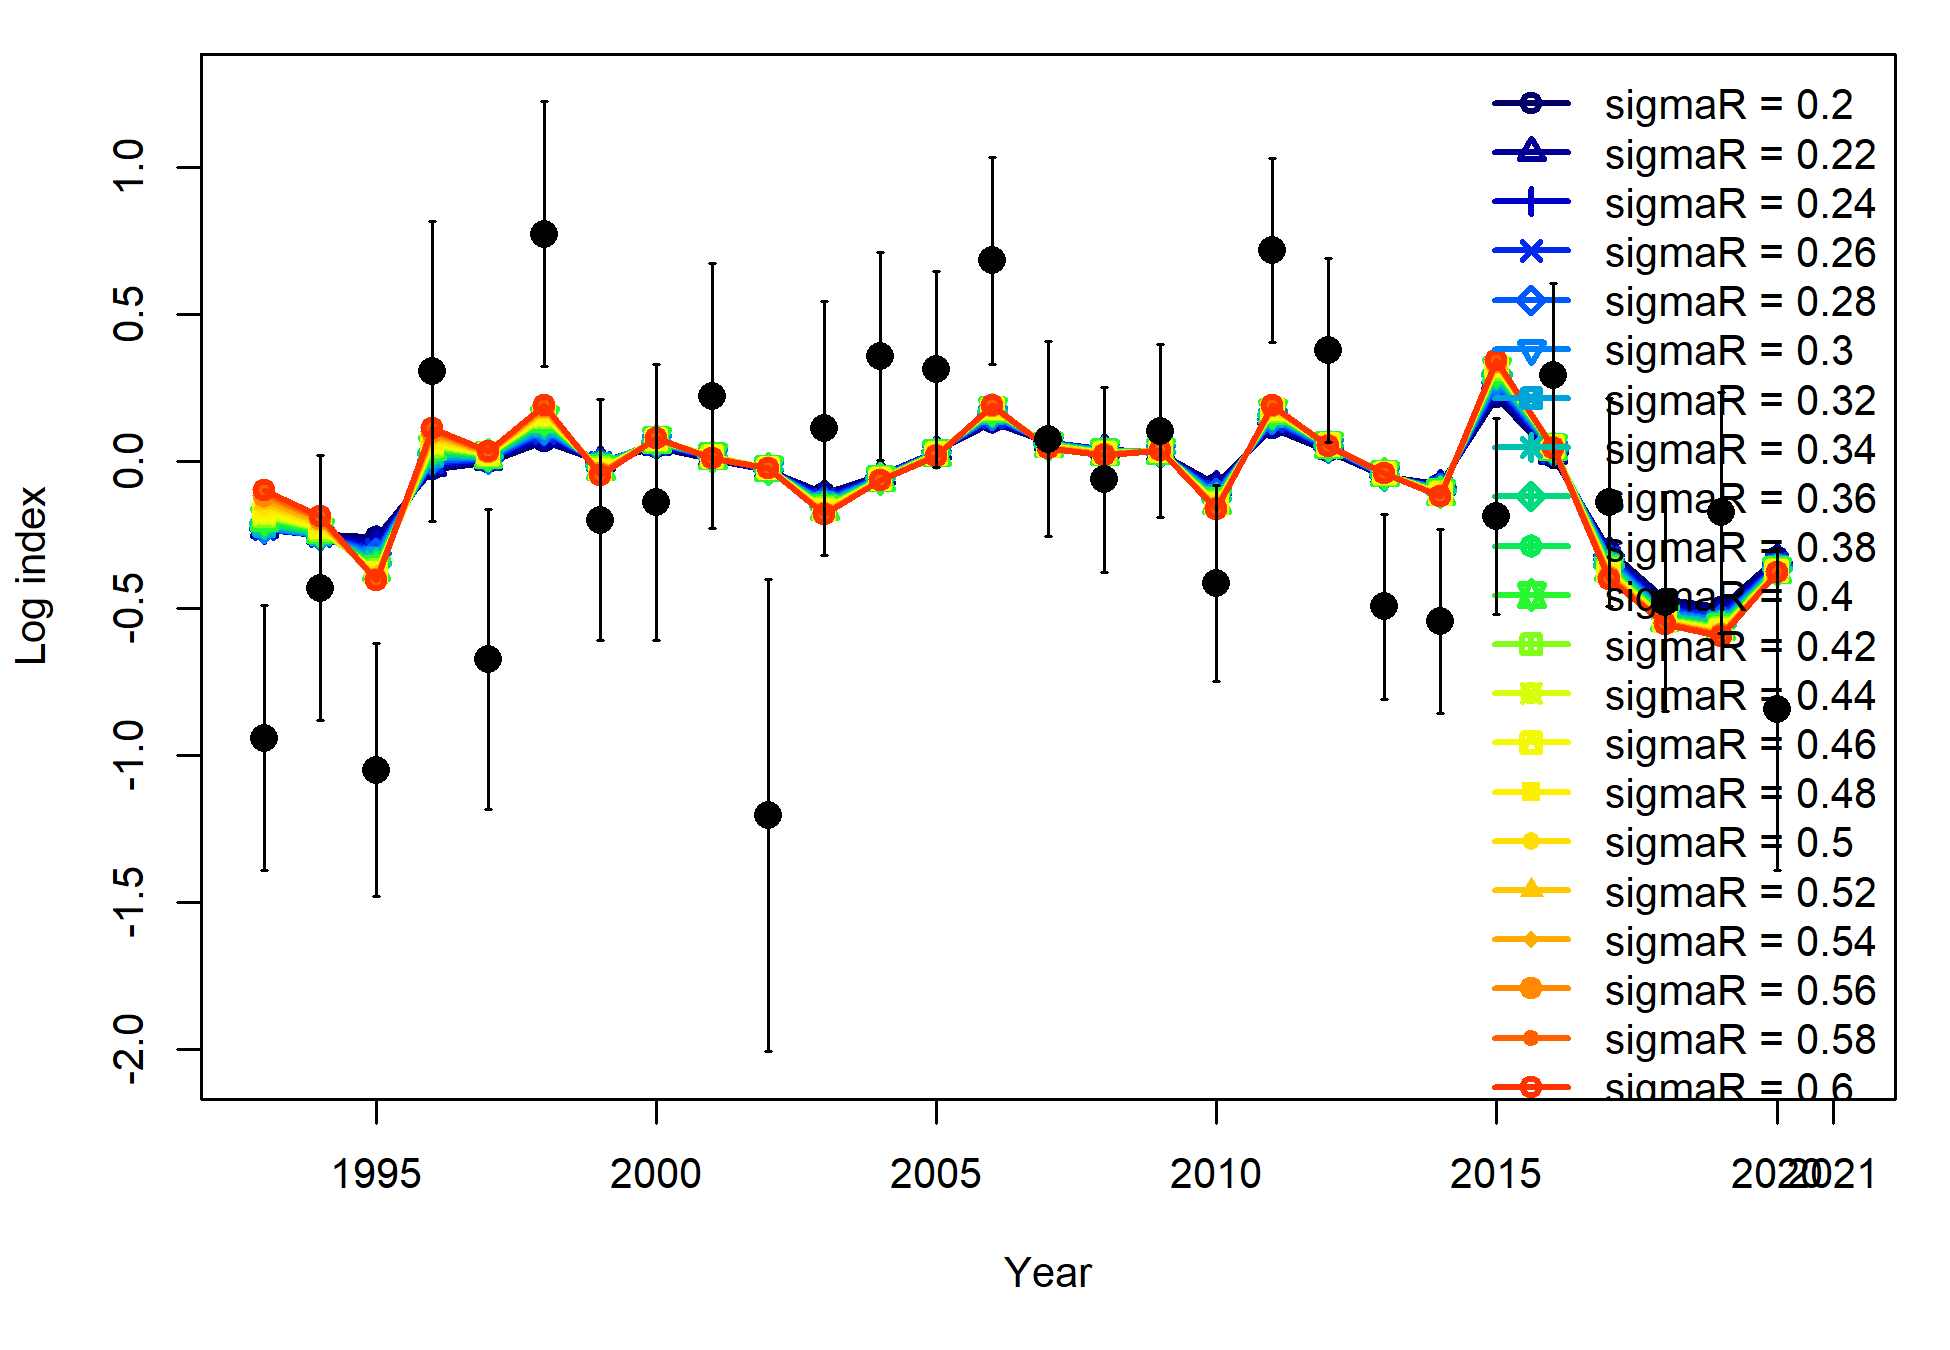 sigmaR = 0.2
sigmaR = 0.22
sigmaR = 0.24
sigmaR = 0.26
sigmaR = 0.28
sigmaR = 0.3
sigmaR = 0.32
sigmaR = 0.34
sigmaR = 0.36
sigmaR = 0.38
sigmaR = 0.4
sigmaR = 0.42
sigmaR = 0.44
sigmaR = 0.46
sigmaR = 0.48
sigmaR = 0.5
sigmaR = 0.52
sigmaR = 0.54
sigmaR = 0.56
sigmaR = 0.58
sigmaR = 0.6
1.0
0.5
0.0
-0.5
-1.0
-1.5
-2.0
Log index
1995 2000 2005 2010 2015 2020 2021
Year